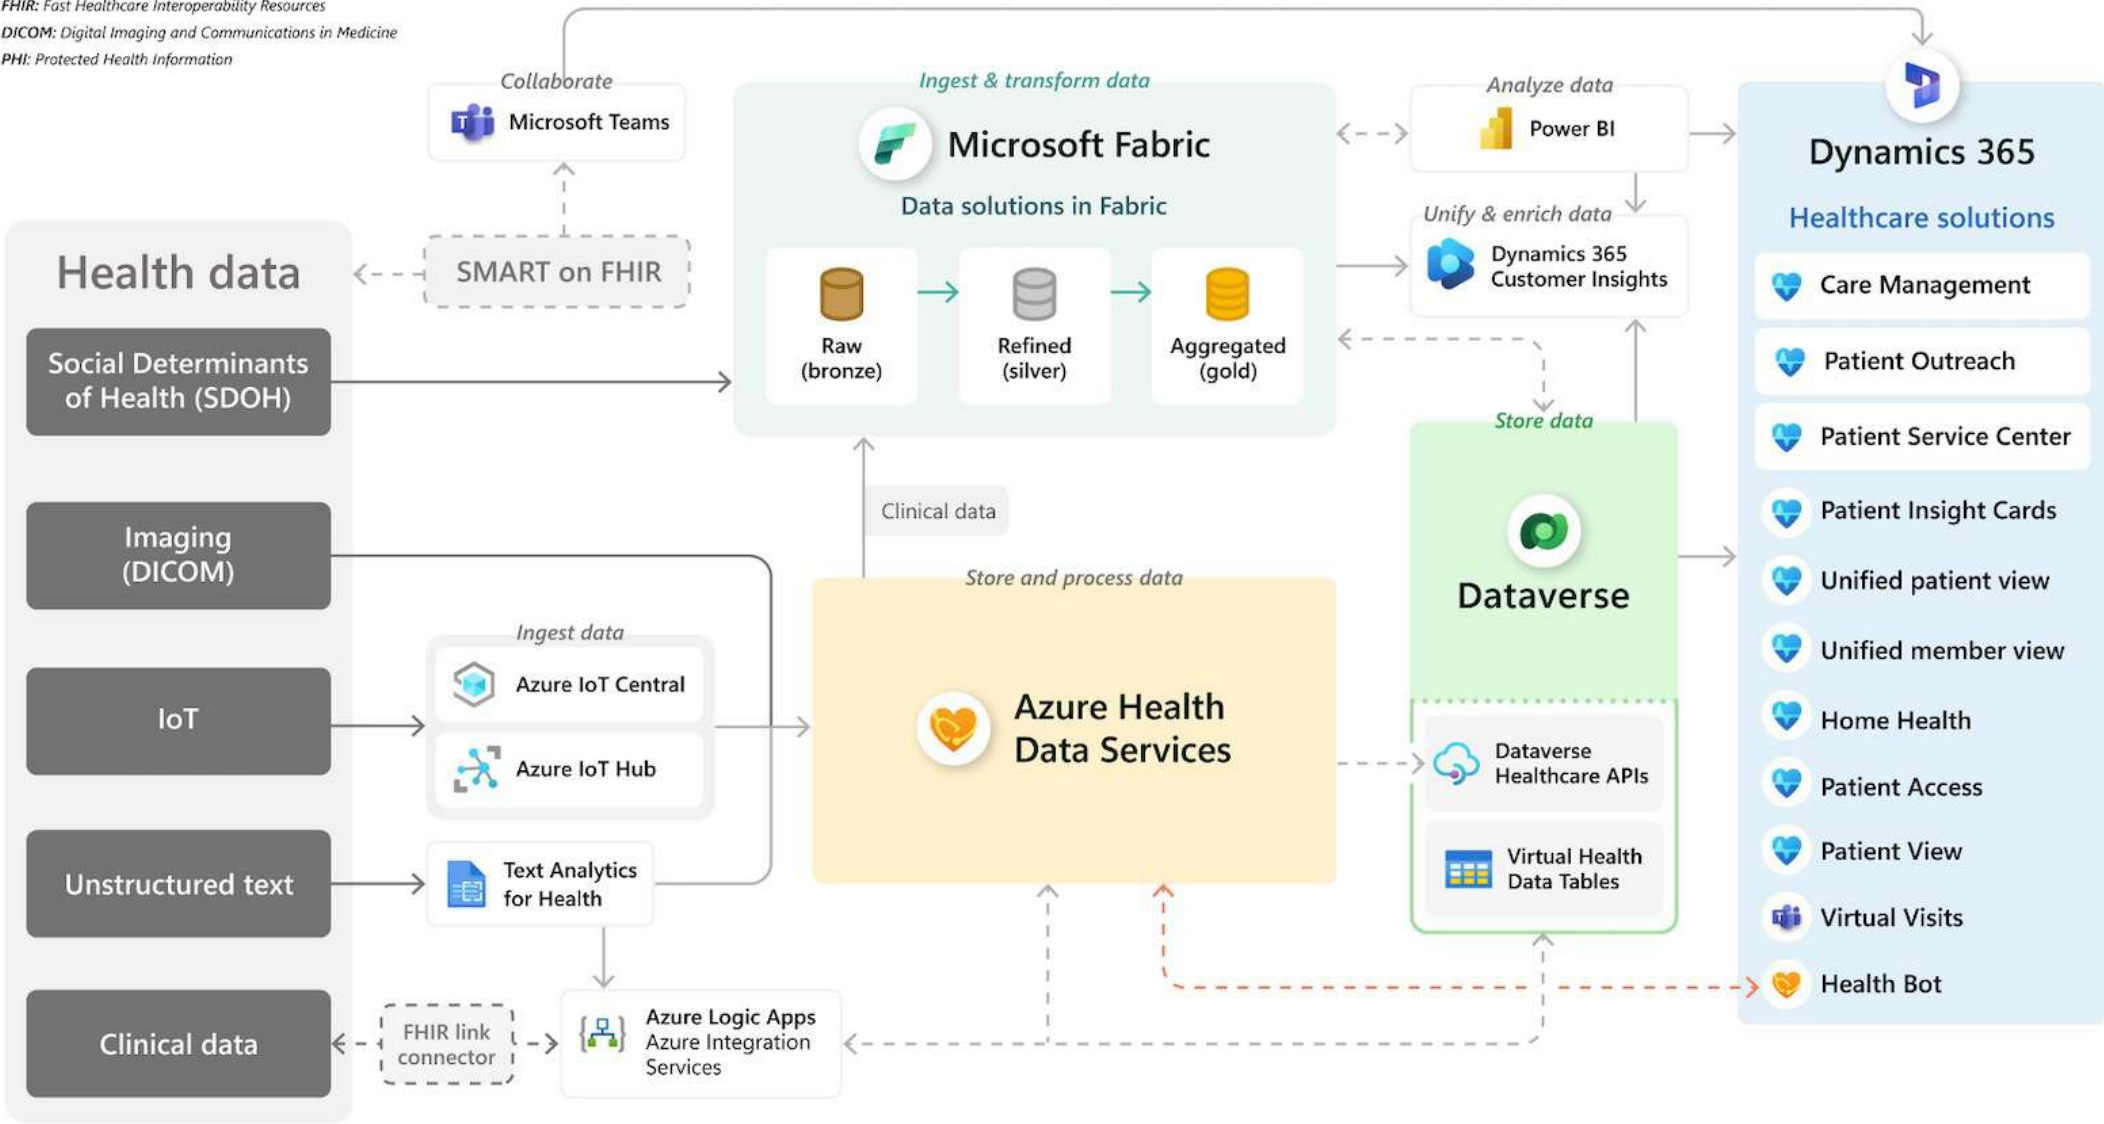 FHIR: Fast Healthcare Interoperability Resources
DICOM: Digital Imaging and Communications in Medicine
PHI: Protected Health Information
Collaborate
Microsoft Teams
SMART on FHIR
Health data
Social Determinants
of Health (SDOH)
Imaging
(DICOM)
IoT
Unstructured text
Clinical data
Ingest data
Azure IoT Central
Azure IoT Hub
Text Analytics
for Health
FHIR link
connector
Azure Logic Apps
Azure Integration
Services
Ingest & transform data
Microsoft Fabric
Data solutions in Fabric
Raw
(bronze)
Refined
(silver)
Aggregated
(gold)
Clinical data
Store and process data
Azure Health
Data Services
Analyze data
Power BI
Unify & enrich data
Dynamics 365
Customer Insights
Store data
Dataverse
Dataverse
Healthcare APIs
Virtual Health
Data Tables
Dynamics 365
Healthcare solutions
Care Management
Patient Outreach
Patient Service Center
Patient Insight Cards
Unified patient view
Unified member view
Home Health
Patient Access
Patient View
Virtual Visits
Health Bot